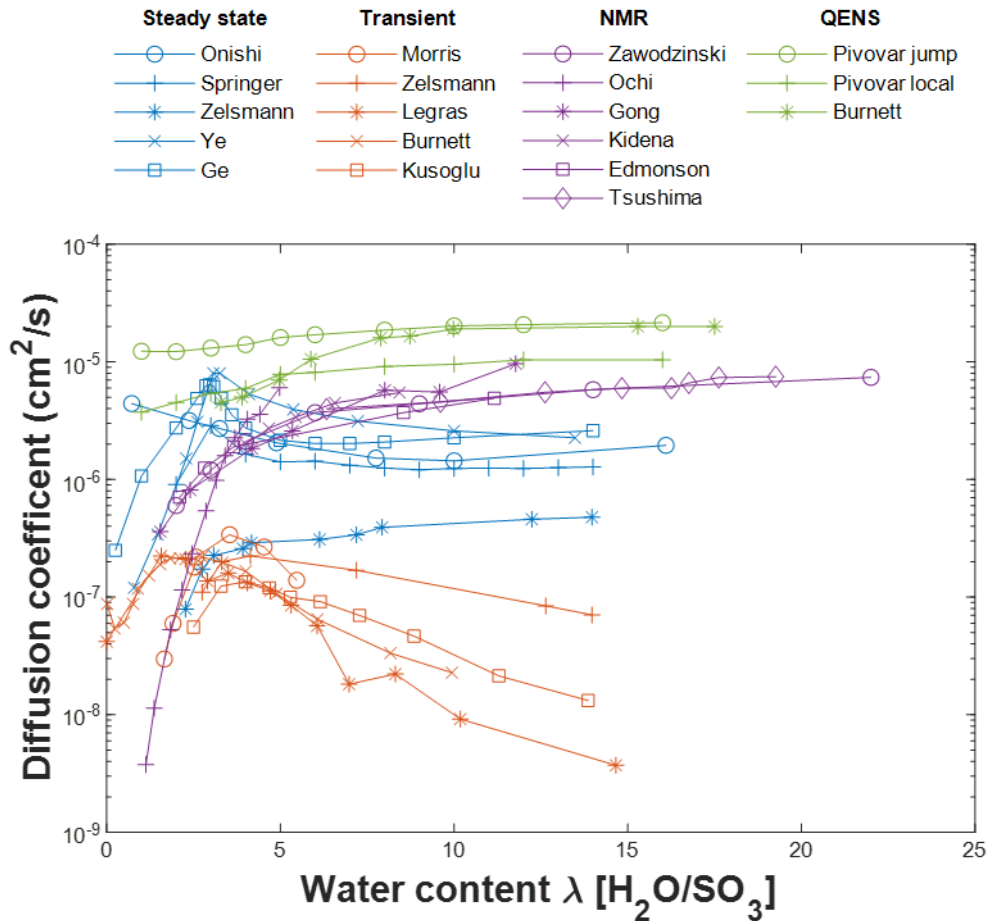 Steady state Transient NMR QENS
Onishi Morris Zawodzinski Pivovar jump
Springer Zelsmann Ochi Pivovar local
Zelsmann Legras Gong Burnett
Ye Burnett Kidena
Ge Kusoglu Edmonson
Tsushima
10⁻⁴
10⁻⁵
10⁻⁶
10⁻⁷
10⁻⁸
10⁻⁹
Diffusion coefficent (cm²/s)
0 5 10 15 20 25
Water content λ [H₂O/SO₃]